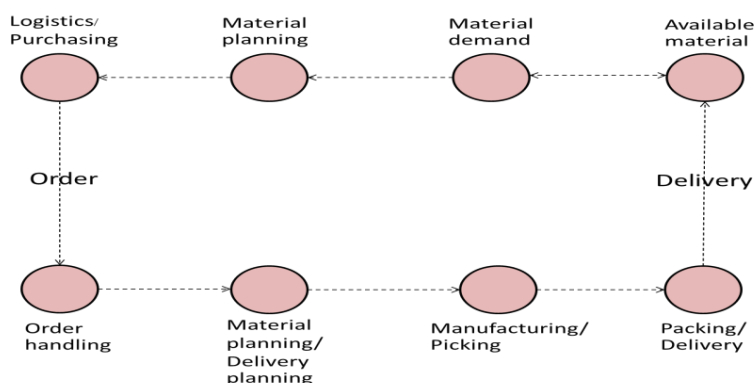 Logistics/
Purchasing
Material
planning
Material
demand
Available
material
Order
Delivery
Order
handling
Material
planning/
Delivery
planning
Manufacturing/
Picking
Packing/
Delivery